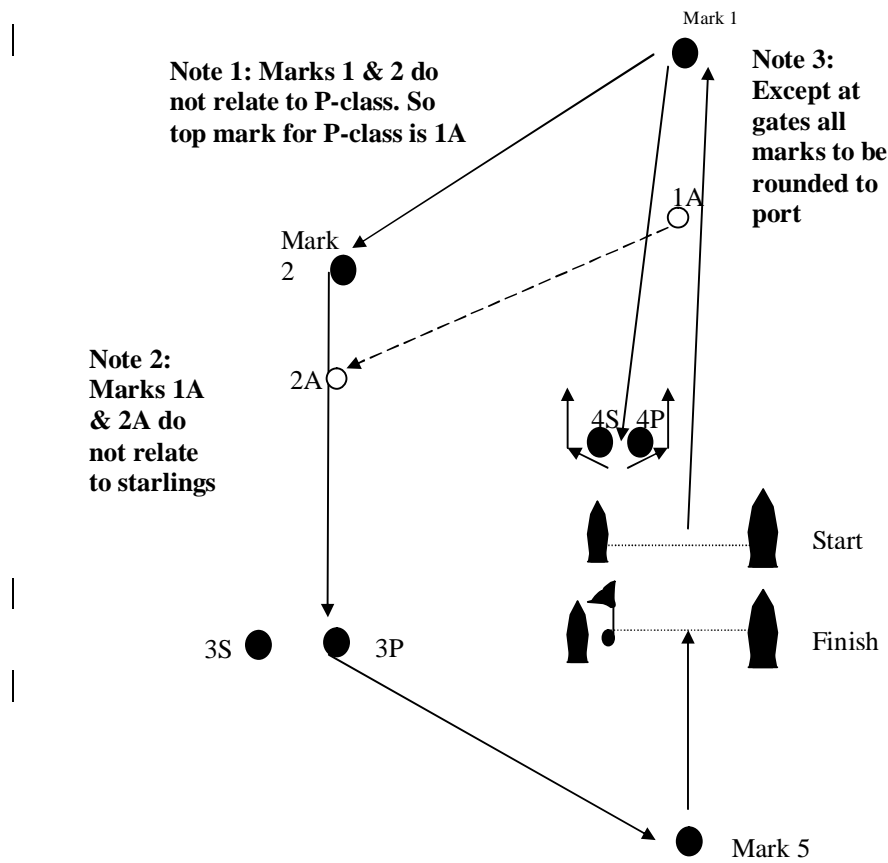 Mark 1
Note 1: Marks 1 & 2 do
not relate to P-class. So
top mark for P-class is 1A
Note 3:
Except at
gates all
marks to be
rounded to
port
1A
Mark
2
Note 2:
Marks 1A
& 2A do
not relate
to starlings
2A
4S 4P
Start
Finish
3S
3P
Mark 5